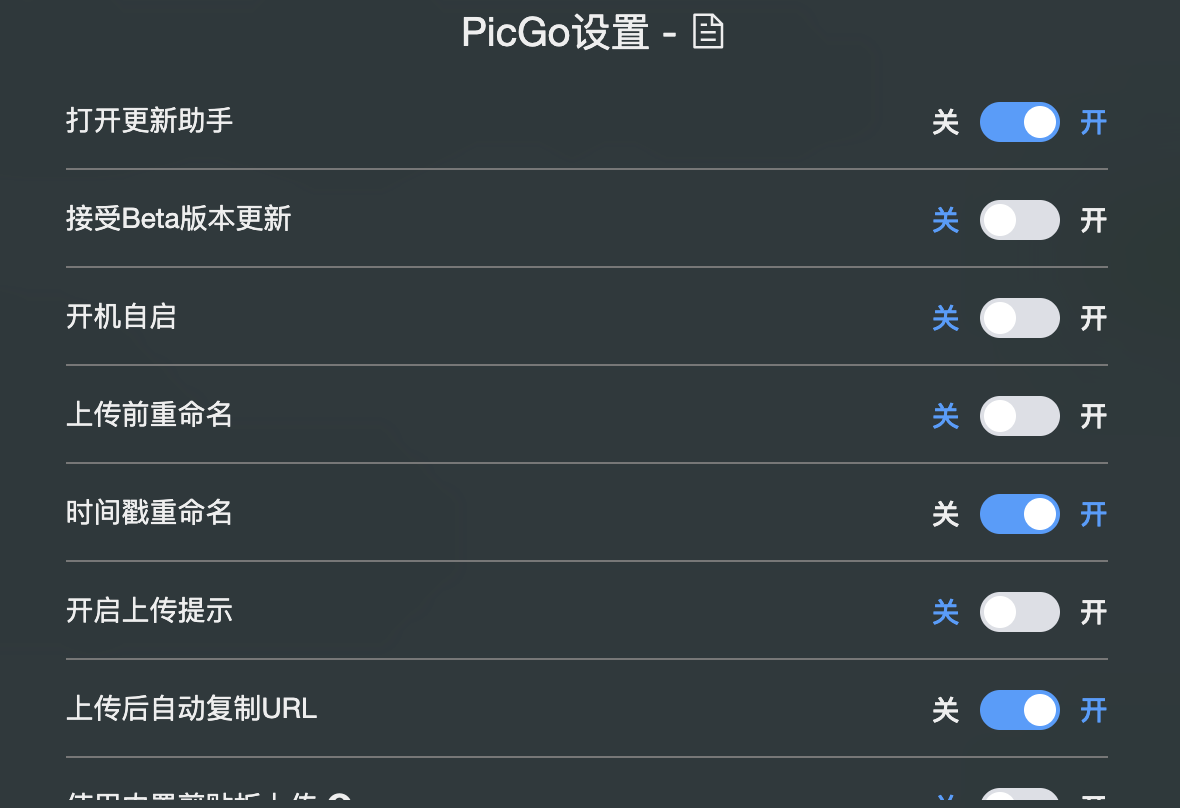 PicGo设置 -
打开更新助手 关 开
接受Beta版本更新 关 开
开机自启 关 开
上传前重命名 关 开
时间戳重命名 关 开
开启上传提示 关 开
上传后自动复制URL 关 开